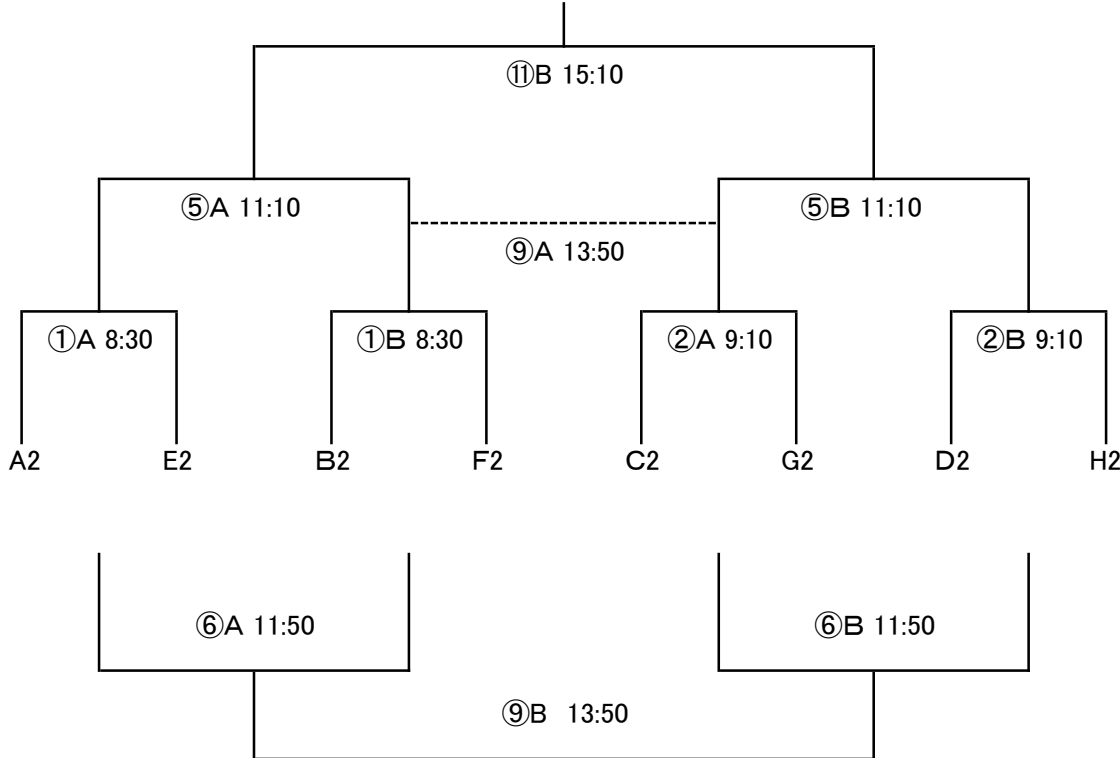 ⑪B 15:10
⑤A 11:10
⑤B 11:10
⑨A 13:50
①A 8:30
①B 8:30
②A 9:10
②B 9:10
A2
E2
B2
F2
C2
G2
D2
H2
⑥A 11:50
⑥B 11:50
⑨B 13:50